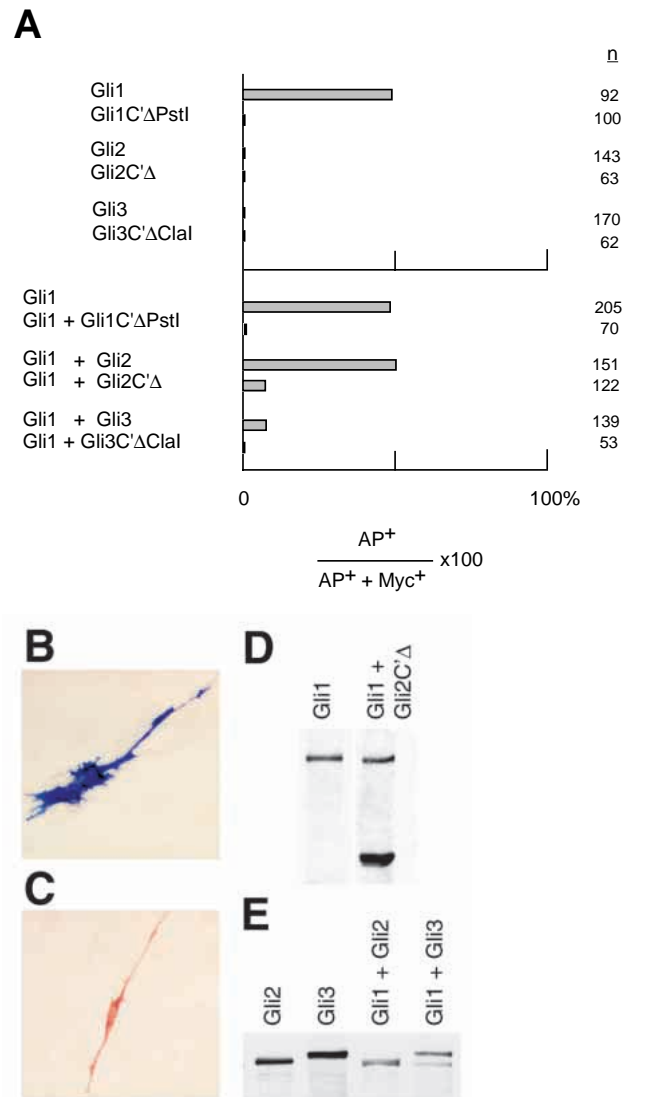 A
n
Gli1 92
Gli1C'ΔPstI 100
Gli2 143
Gli2C'Δ 63
Gli3 170
Gli3C'ΔClaI 62
Gli1 205
Gli1 + Gli1C'ΔPstI 70
Gli1 + Gli2 151
Gli1 + Gli2C'Δ 122
Gli1 + Gli3 139
Gli1 + Gli3C'ΔClaI 53
0 100%
AP+
x100
AP+ + Myc+
B
D
Gli1
Gli1 +
Gli2C'Δ
C
E
Gli2
Gli3
Gli1 + Gli2
Gli1 + Gli3